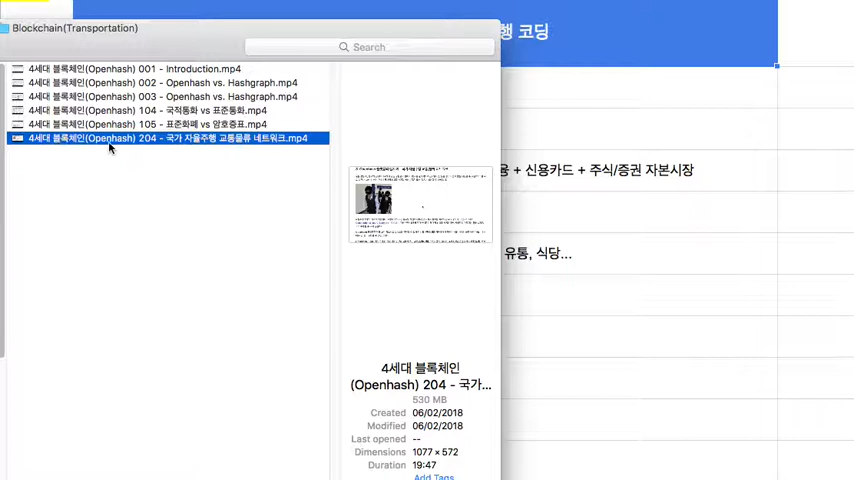 Blockchain(Transportation)
행 코딩
Search
4세대 블록체인(Openhash) 001 - Introduction.mp4
4세대 블록체인(Openhash) 002 - Openhash vs. Hashgraph.mp4
4세대 블록체인(Openhash) 003 - Openhash vs. Hashgraph.mp4
4세대 블록체인(Openhash) 104 - 국적통화 vs 표준통화.mp4
4세대 블록체인(Openhash) 105 - 표준화폐 vs 암호증표.mp4
4세대 블록체인(Openhash) 204 - 국가 자율주행 교통물류 네트워크.mp4
+ 신용카드 + 주식/증권 자본시장
유통, 식당...
4세대 블록체인
(Openhash) 204 - 국가...
530 MB
Created 06/02/2018
Modified 06/02/2018
Last opened --
Dimensions 1077 × 572
Duration 19:47
Add Tags